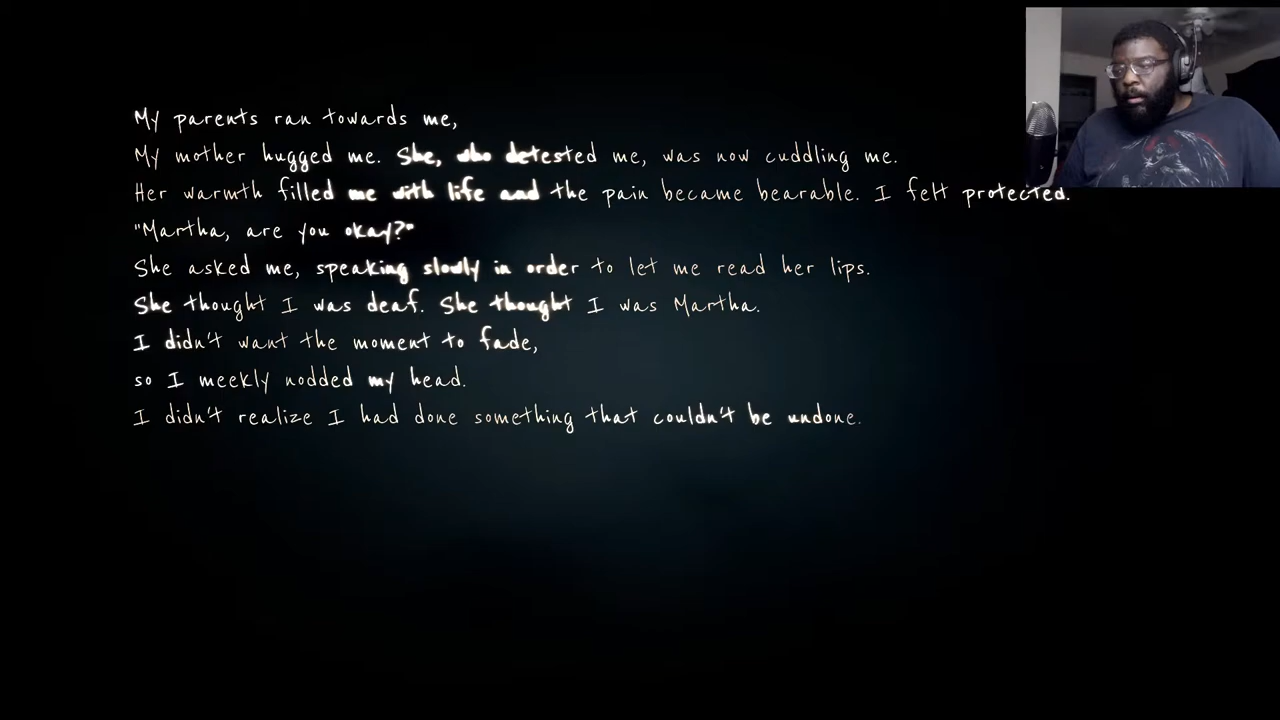 My parents ran towards me,
My mother hugged me. She, who detested me, was now cuddling me.
Her warmth filled me with life and the pain became bearable. I felt protected.
"Martha, are you okay?"
She asked me, speaking slowly in order to let me read her lips.
She thought I was deaf. She thought I was Martha.
I didn't want the moment to fade,
so I meekly nodded my head.
I didn't realize I had done something that couldn't be undone.